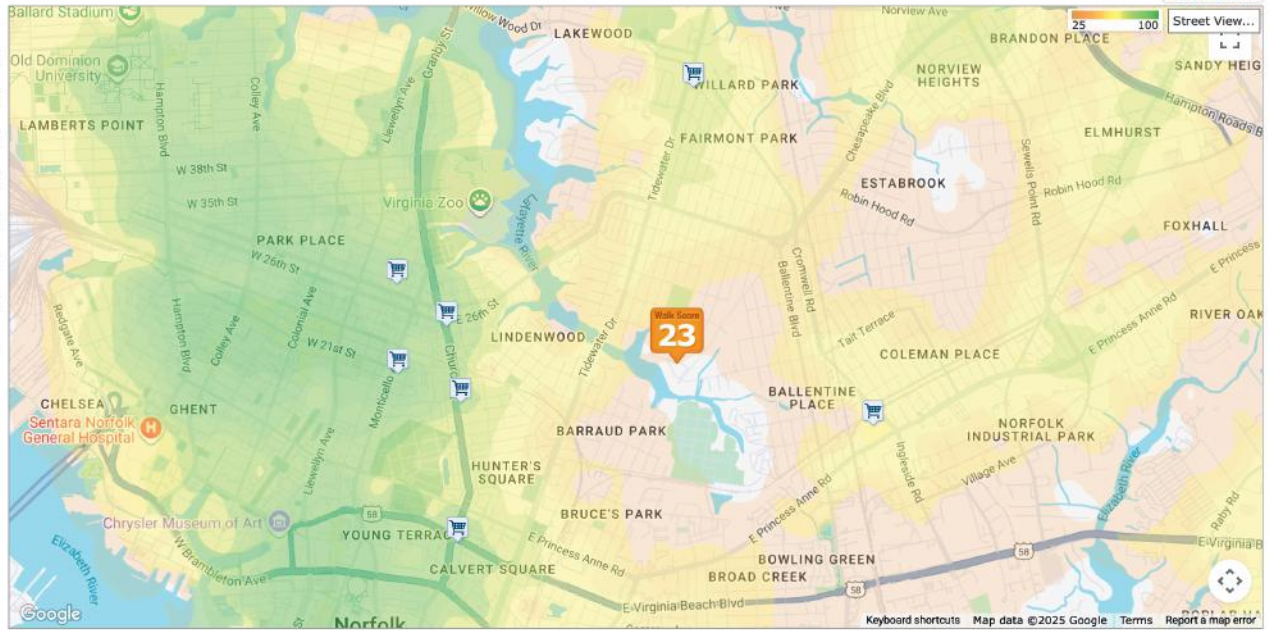 Ballard Stadium
Willow Wood Dr
LAKEWOOD
Norview Ave
25
100
Street View...
Granby St
BRANDON PLACE
Old Dominion
University
SANDY HEIG
NORVIEW
HEIGHTS
WILLARD PARK
Hampton Blvd
Colley Ave
Llewellyn Ave
Hampton Roads B
LAMBERTS POINT
FAIRMONT PARK
Chesapeake Blvd
ELMHURST
W 38th St
Tidewater Dr
Sewells Point Rd
ESTABROOK
Robin Hood Rd
Robin Hood Rd
W 35th St
Virginia Zoo
Lafayette River
FOXHALL
PARK PLACE
W 26th St
E Princess
Cromwell Rd
Ballentine Blvd
Redgate Ave
Hampton Blvd
Colley Ave
Colonial Ave
E 26th St
Walk Score
23
LINDENWOOD
Tidewater Dr
Tait Terrace
E Princess Anne Rd
RIVER OAK
W 21st St
Churc
COLEMAN PLACE
Monticello
BALLENTINE
PLACE
CHELSEA
GHENT
Sentara Norfolk
General Hospital
BARRAUD PARK
NORFOLK
INDUSTRIAL PARK
Llewellyn Ave
Ingleside Rd
Village Ave
HUNTER'S
SQUARE
Elizabeth River
Raby Rd
Chrysler Museum of Art
58
YOUNG TERRAC
BRUCE'S PARK
E Princess Anne Rd
E Princess Anne Rd
Elizabeth River
W Brambleton Ave
CALVERT SQUARE
BOWLING GREEN
BROAD CREEK
58
58
E Virginia B
E Virginia Beach Blvd
Google
St
Norfolk
Keyboard shortcuts
Map data ©2025 Google
Terms
Report a map error